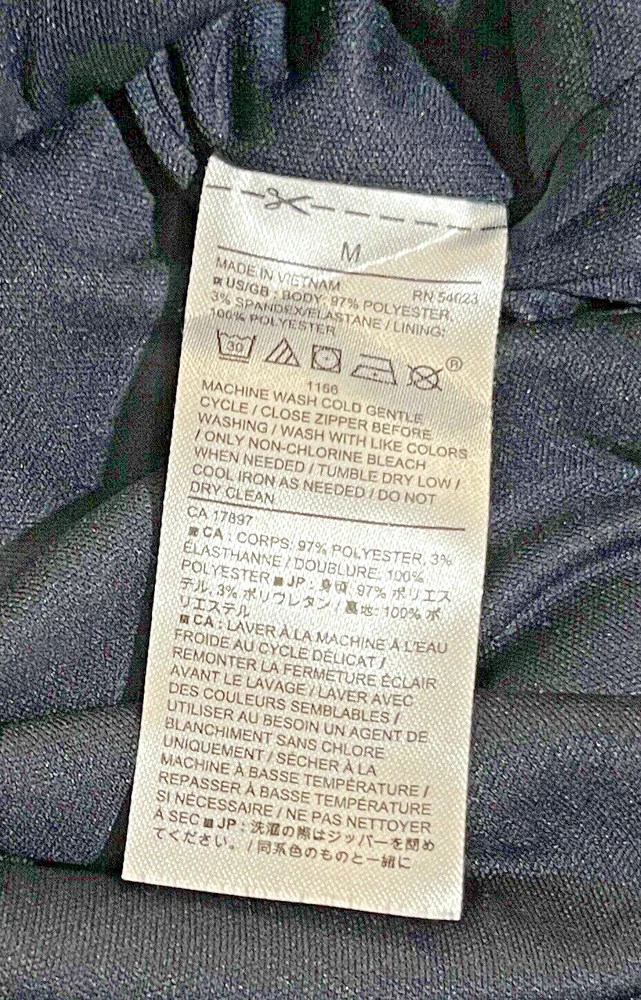 M
MADE IN VIETNAM RN 54023
US/GB : BODY: 97% POLYESTER,
3% SPANDEX/ELASTANE / LINING:
100% POLYESTER
30
®
1156
MACHINE WASH COLD GENTLE
CYCLE / CLOSE ZIPPER BEFORE
WASHING / WASH WITH LIKE COLORS
/ ONLY NON-CHLORINE BLEACH
WHEN NEEDED / TUMBLE DRY LOW /
COOL IRON AS NEEDED / DO NOT
DRY CLEAN
CA 17897
CA : CORPS: 97% POLYESTER, 3%
ÉLASTHANNE / DOUBLURE, 100%
POLYESTER JP : 身頃, 97% ポリエス
テル, 3% ポリウレタン / 裏地: 100% ポ
リエステル
CA : LAVER À LA MACHINE À L'EAU
FROIDE AU CYCLE DÉLICAT /
REMONTER LA FERMETURE ÉCLAIR
AVANT LE LAVAGE / LAVER AVEC
DES COULEURS SEMBLABLES /
UTILISER AU BESOIN UN AGENT DE
BLANCHIMENT SANS CHLORE
UNIQUEMENT / SÉCHER À LA
MACHINE À BASSE TEMPÉRATURE /
REPASSER À BASSE TEMPÉRATURE
SI NÉCESSAIRE / NE PAS NETTOYER
À SEC JP : 洗濯の際はジッパーを閉め
てください。 / 同系色のものと一緒に